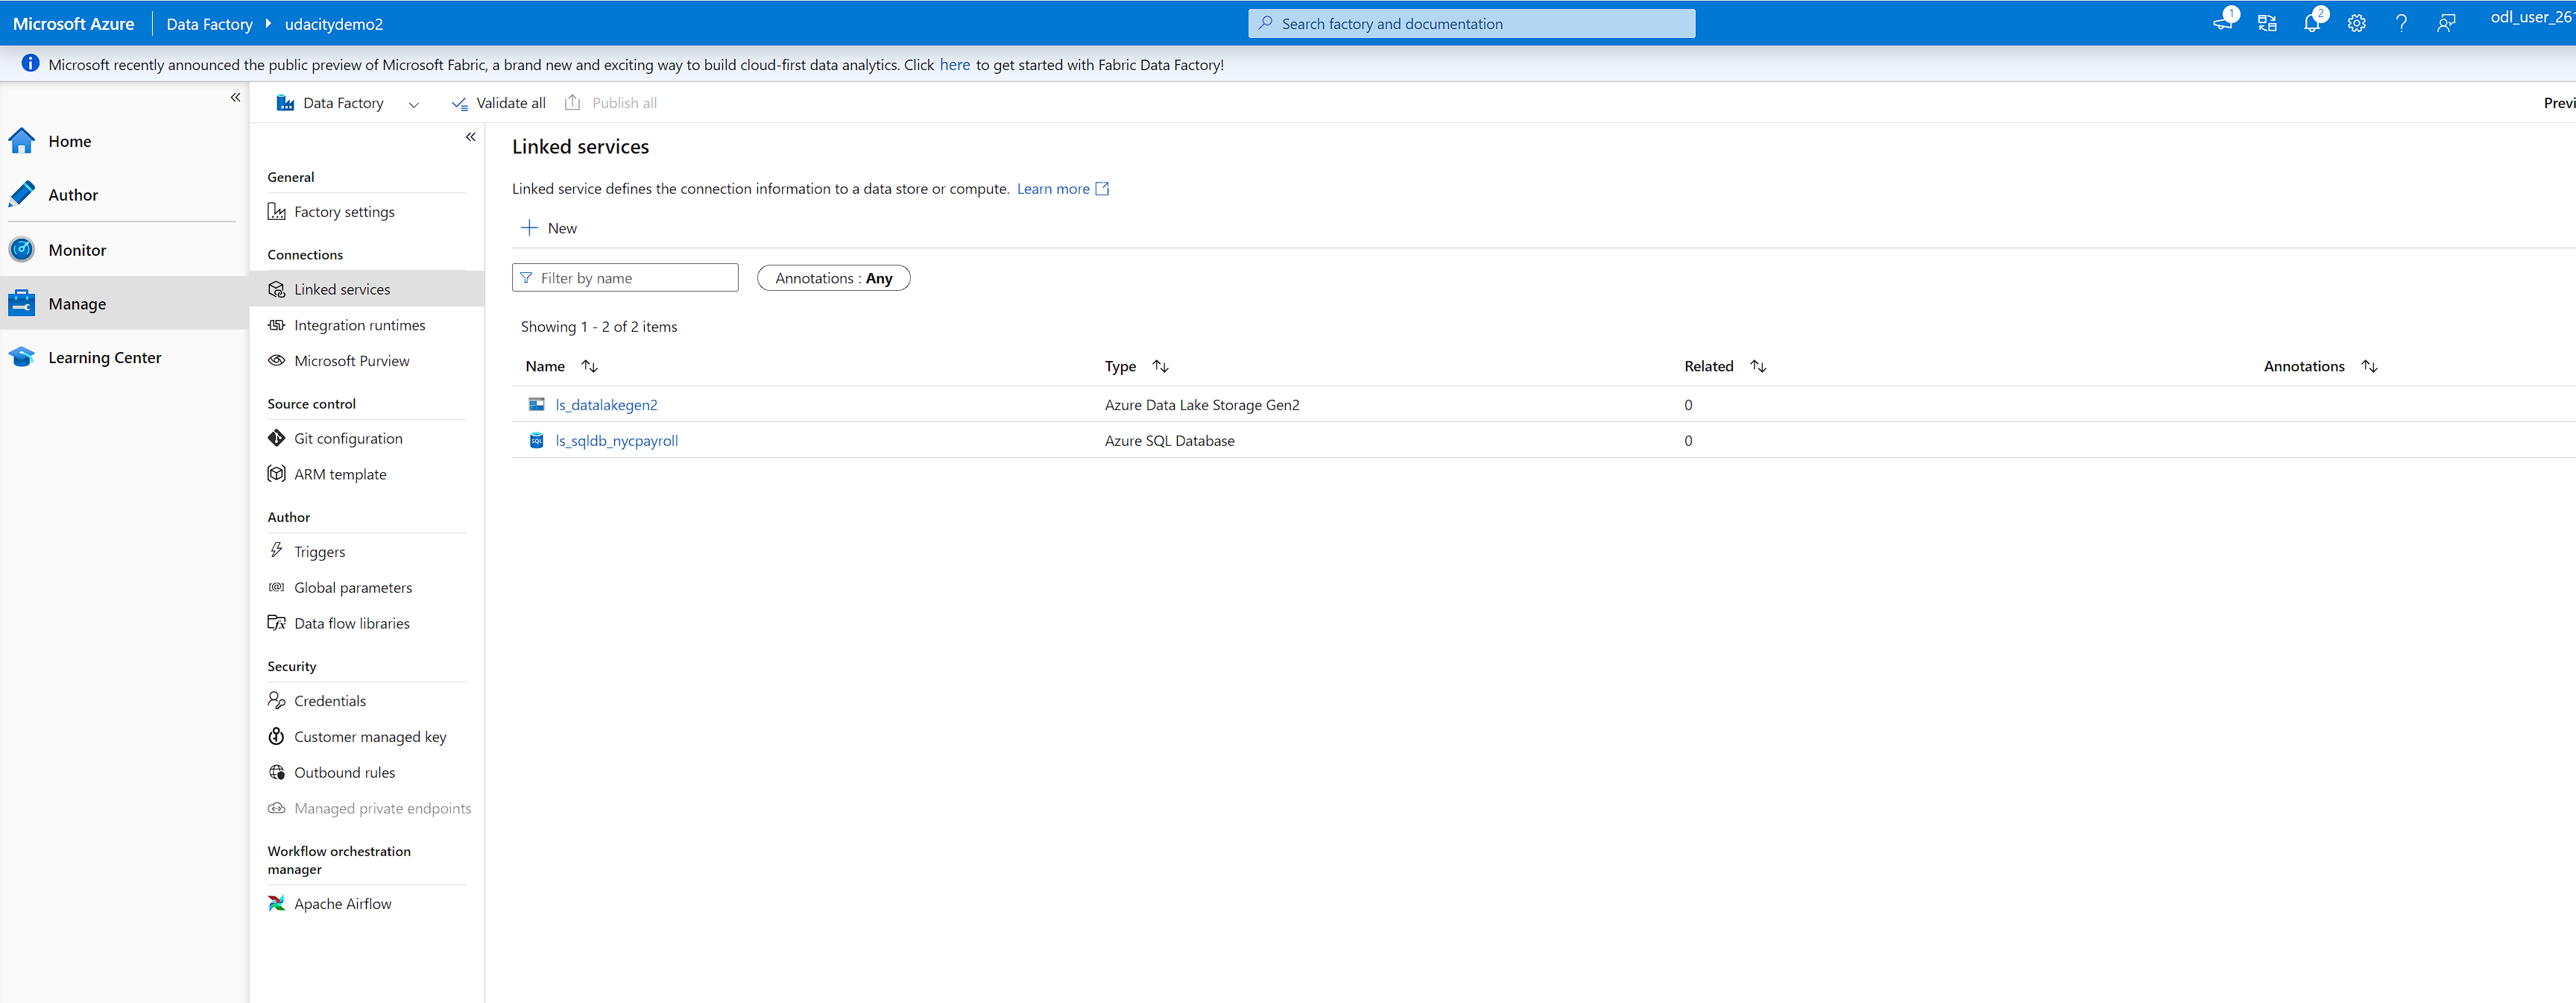 Microsoft Azure Data Factory udacitydemo2 Search factory and documentation 1 2 odl_user_26
Microsoft recently announced the public preview of Microsoft Fabric, a brand new and exciting way to build cloud-first data analytics. Click here to get started with Fabric Data Factory!
Data Factory Validate all Publish all
Home
Author
Monitor
Manage
Learning Center
General
Factory settings
Connections
Linked services
Integration runtimes
Microsoft Purview
Source control
Git configuration
ARM template
Author
Triggers
Global parameters
Data flow libraries
Security
Credentials
Customer managed key
Outbound rules
Managed private endpoints
Workflow orchestration
manager
Apache Airflow
Linked services
Linked service defines the connection information to a data store or compute. Learn more
New
Filter by name Annotations : Any
Showing 1 - 2 of 2 items
Name Type Related Annotations
ls_datalakegen2 Azure Data Lake Storage Gen2 0
ls_sqldb_nycpayroll Azure SQL Database 0